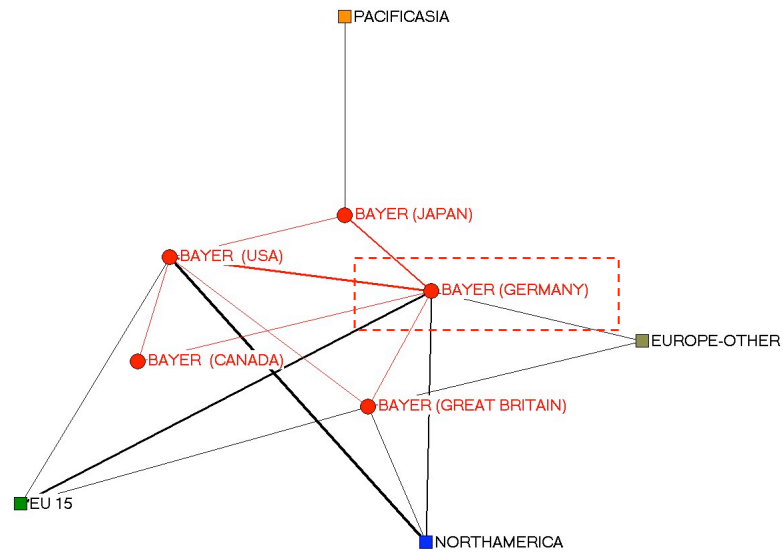 PACIFICASIA
BAYER (JAPAN)
BAYER (USA)
BAYER (GERMANY)
EUROPE-OTHER
BAYER (CANADA)
BAYER (GREAT BRITAIN)
EU 15
NORTHAMERICA